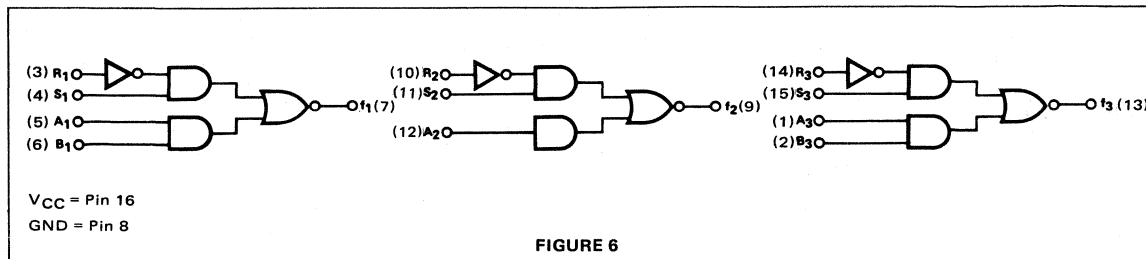 (3) R1
(4) S1
(5) A1
(6) B1
f1(7)
(10) R2
(11) S2
(12) A2
f2(9)
(14) R3
(15) S3
(1) A3
(2) B3
f3 (13)
VCC = Pin 16
GND = Pin 8
FIGURE 6